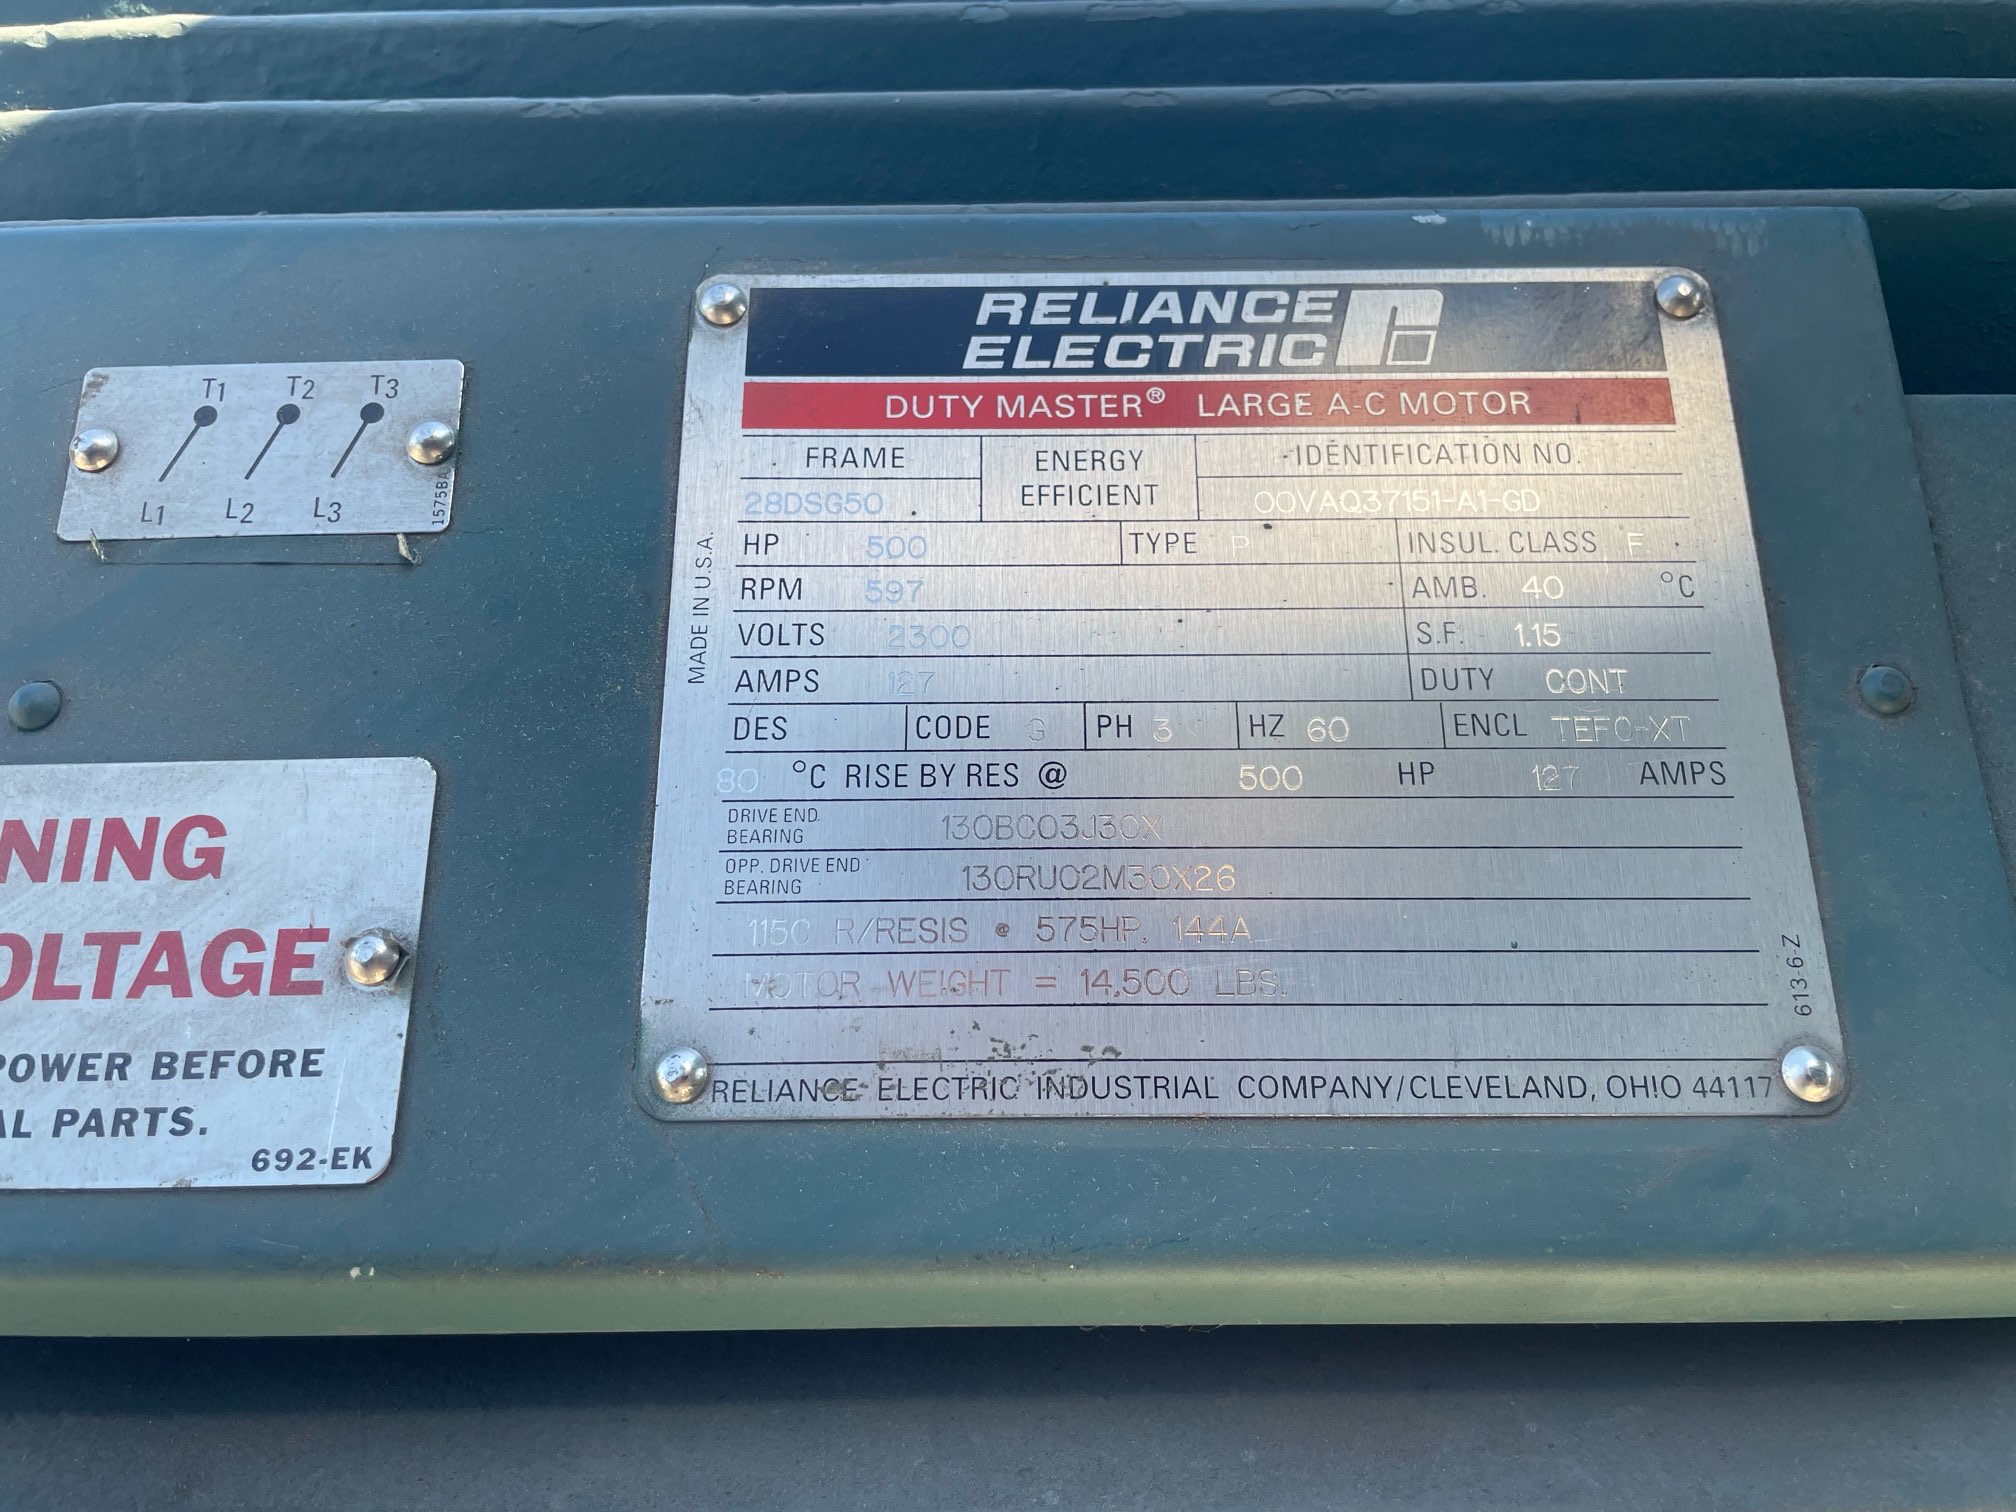 T1 T2 T3
L1 L2 L3
1575BA
NING
OLTAGE
POWER BEFORE
AL PARTS.
692-EK
RELIANCE
ELECTRIC
DUTY MASTER® LARGE A-C MOTOR
FRAME ENERGY EFFICIENT IDENTIFICATION NO.
28DSG50 00VAQ37151-A1-GD
HP 500 TYPE P INSUL. CLASS F
RPM 597 AMB. 40 °C
VOLTS 2300 S.F. 1.15
AMPS 127 DUTY CONT
DES CODE G PH 3 HZ 60 ENCL TEFC-XT
80 °C RISE BY RES @ 500 HP 127 AMPS
DRIVE END BEARING 130BC03J30X
OPP. DRIVE END BEARING 130RU02M30X26
115C R/RESIS @ 575HP, 144A
MOTOR WEIGHT = 14,500 LBS.
RELIANCE ELECTRIC INDUSTRIAL COMPANY/CLEVELAND, OHIO 44117
MADE IN U.S.A.
613-6-Z